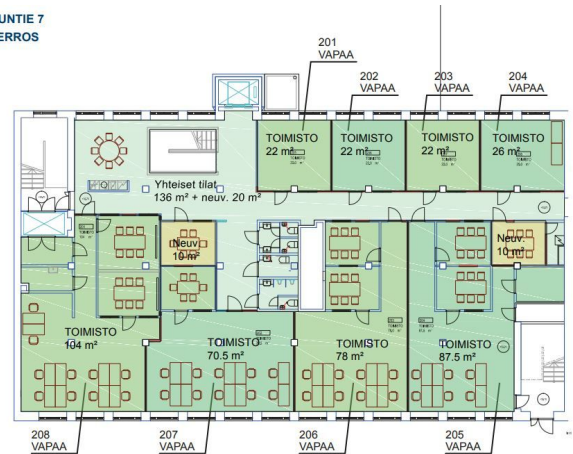 UNTIE 7
ERROS
201
VAPAA
202
VAPAA
203
VAPAA
204
VAPAA
TOIMISTO
22 m²
TOIMISTO
22 m²
TOIMISTO
22 m²
TOIMISTO
26 m²
Yhteiset tilat
136 m² + neuv. 20 m²
Neuv.
10 m²
Neuv.
10 m²
TOIMISTO
104 m²
TOIMISTO
70.5 m²
TOIMISTO
78 m²
TOIMISTO
87.5 m²
208
VAPAA
207
VAPAA
206
VAPAA
205
VAPAA